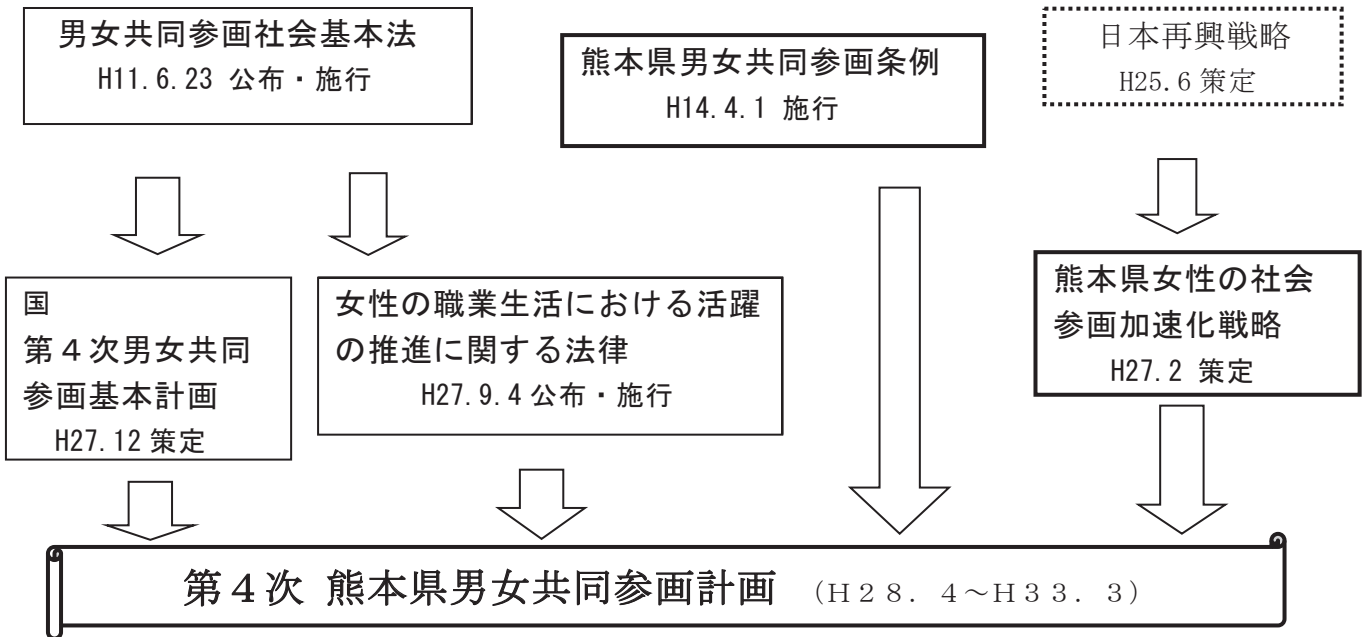 男女共同参画社会基本法
H11.6.23 公布・施行
熊本県男女共同参画条例
H14.4.1 施行
日本再興戦略
H25.6 策定
国
第４次男女共同
参画基本計画
H27.12 策定
女性の職業生活における活躍
の推進に関する法律
H27.9.4 公布・施行
熊本県女性の社会
参画加速化戦略
H27.2 策定
第４次 熊本県男女共同参画計画 （Ｈ２８．４～Ｈ３３．３）